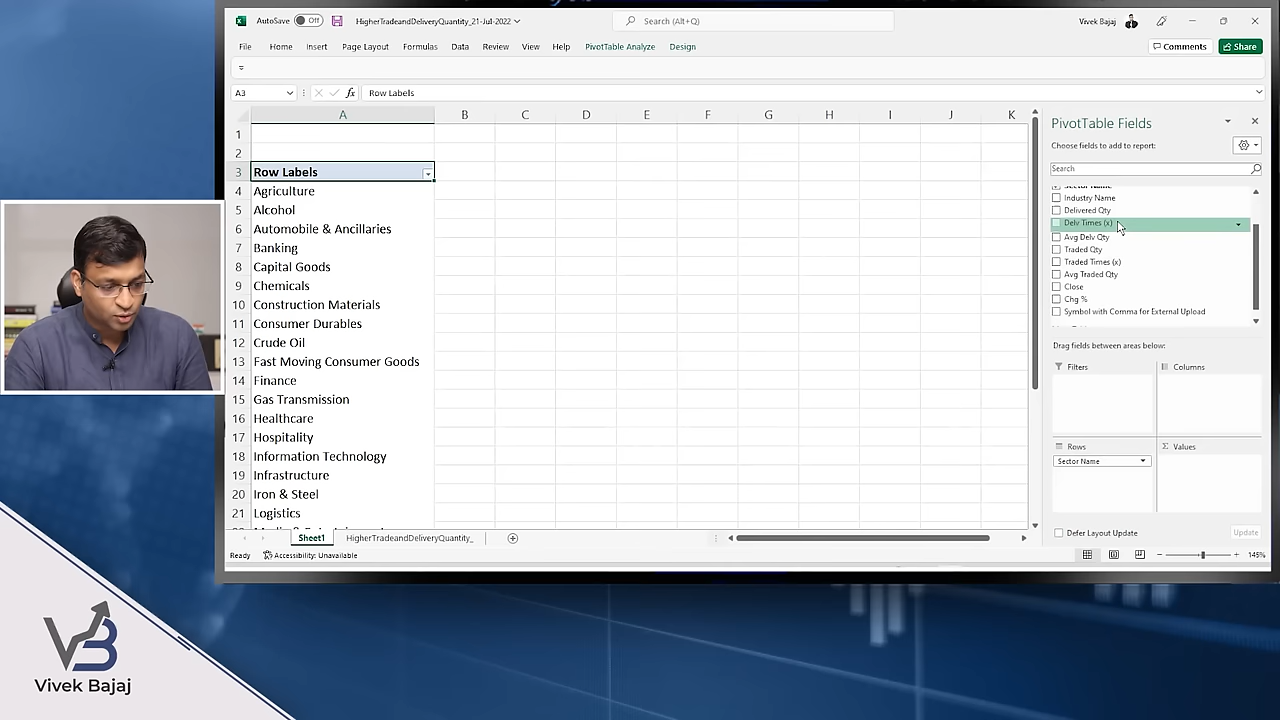 AutoSave Off HigherTradeandDeliveryQuantity_21-Jul-2022 Search (Alt+Q) Vivek Bajaj
File Home Insert Page Layout Formulas Data Review View Help PivotTable Analyze Design Comments Share
A3 fx Row Labels
A B C D E F G H I J K
1
2
3 Row Labels
4 Agriculture
5 Alcohol
6 Automobile & Ancillaries
7 Banking
8 Capital Goods
9 Chemicals
10 Construction Materials
11 Consumer Durables
12 Crude Oil
13 Fast Moving Consumer Goods
14 Finance
15 Gas Transmission
16 Healthcare
17 Hospitality
18 Information Technology
19 Infrastructure
20 Iron & Steel
21 Logistics
Sheet1 HigherTradeandDeliveryQuantity_
Ready Accessibility: Unavailable 145%
PivotTable Fields
Choose fields to add to report:
Search
Sector Name
Industry Name
Delivered Qty
Delv Times (x)
Avg Delv Qty
Traded Qty
Traded Times (x)
Avg Traded Qty
Close
Chg %
Symbol with Comma for External Upload
Drag fields between areas below:
Filters Columns
Rows Σ Values
Sector Name
Defer Layout Update Update
VB
Vivek Bajaj